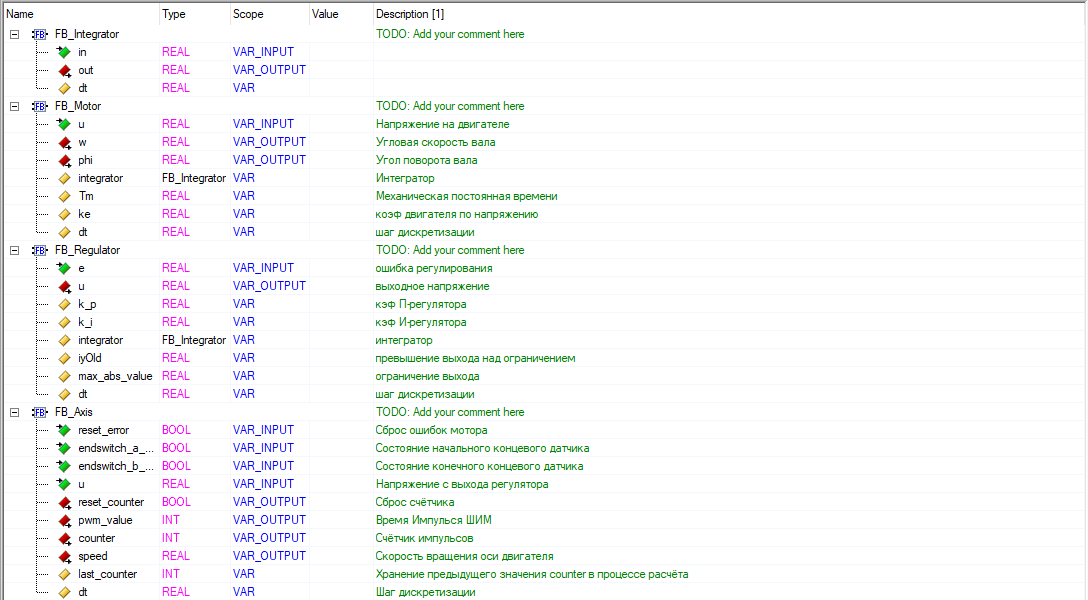 Name Type Scope Value Description [1]
FB_Integrator TODO: Add your comment here
in REAL VAR_INPUT
out REAL VAR_OUTPUT
dt REAL VAR
FB_Motor TODO: Add your comment here
u REAL VAR_INPUT Напряжение на двигателе
w REAL VAR_OUTPUT Угловая скорость вала
phi REAL VAR_OUTPUT Угол поворота вала
integrator FB_Integrator VAR Интегратор
Tm REAL VAR Механическая постоянная времени
ke REAL VAR коэф двигателя по напряжению
dt REAL VAR шаг дискретизации
FB_Regulator TODO: Add your comment here
e REAL VAR_INPUT ошибка регулирования
u REAL VAR_OUTPUT выходное напряжение
k_p REAL VAR кэф П-регулятора
k_i REAL VAR кэф И-регулятора
integrator FB_Integrator VAR интегратор
iyOld REAL VAR превышение выхода над ограничением
max_abs_value REAL VAR ограничение выхода
dt REAL VAR шаг дискретизации
FB_Axis TODO: Add your comment here
reset_error BOOL VAR_INPUT Сброс ошибок мотора
endswitch_a_... BOOL VAR_INPUT Состояние начального концевого датчика
endswitch_b_... BOOL VAR_INPUT Состояние конечного концевого датчика
u REAL VAR_INPUT Напряжение с выхода регулятора
reset_counter BOOL VAR_OUTPUT Сброс счётчика
pwm_value INT VAR_OUTPUT Время Импульса ШИМ
counter INT VAR_OUTPUT Счётчик импульсов
speed REAL VAR_OUTPUT Скорость вращения оси двигателя
last_counter INT VAR Хранение предыдущего значения counter в процессе расчёта
dt REAL VAR Шаг дискретизации